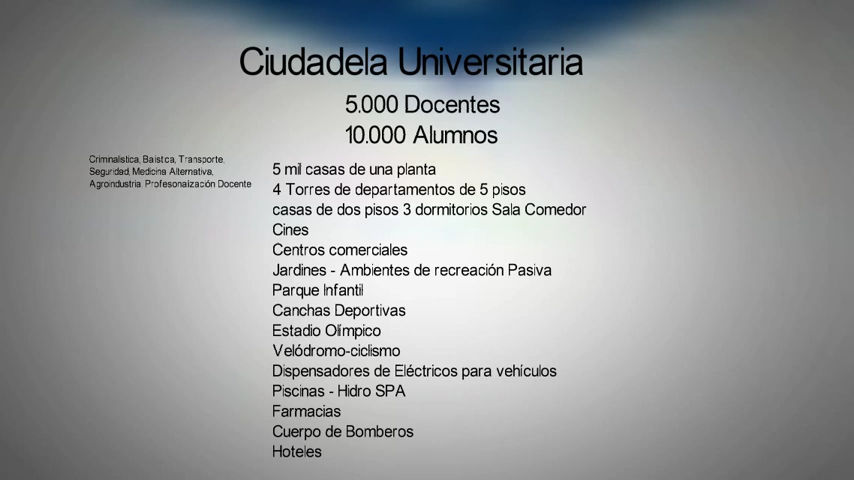 Ciudadela Universitaria
5.000 Docentes
10.000 Alumnos
Crimnalística, Balística, Transporte,
Seguridad, Medicina Alternativa,
Agroindustria Profesonalización Docente
5 mil casas de una planta
4 Torres de departamentos de 5 pisos
casas de dos pisos 3 dormitorios Sala Comedor
Cines
Centros comerciales
Jardines - Ambientes de recreación Pasiva
Parque Infantil
Canchas Deportivas
Estadio Olímpico
Velódromo-ciclismo
Dispensadores de Eléctricos para vehículos
Piscinas - Hidro SPA
Farmacias
Cuerpo de Bomberos
Hoteles